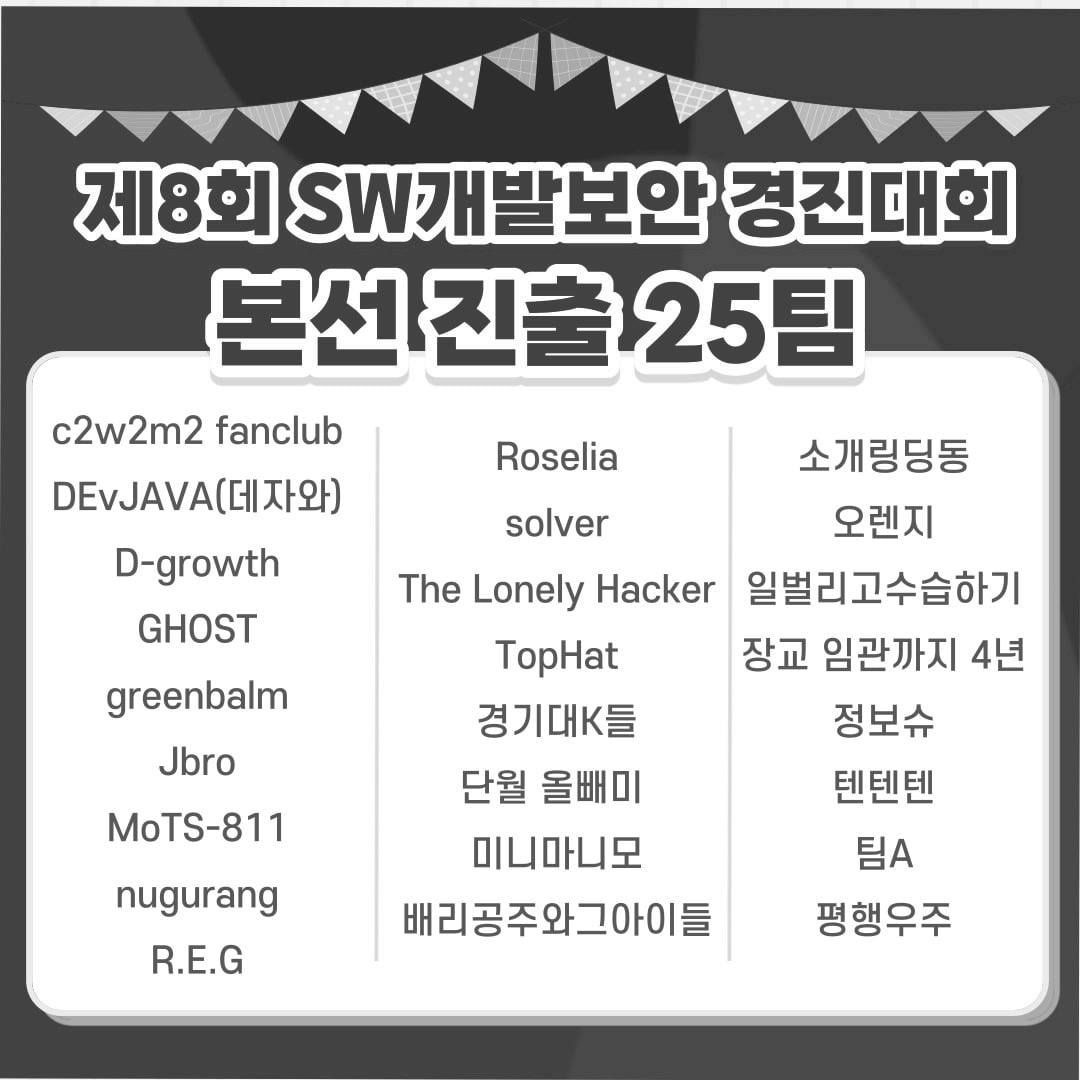 제8회 SW개발보안 경진대회
본선 진출 25팀
c2w2m2 fanclub
DEvJAVA(데자와)
D-growth
GHOST
greenbalm
Jbro
MoTS-811
nugurang
R.E.G
Roselia
solver
The Lonely Hacker
TopHat
경기대K들
단월 올빼미
미니마니모
배리공주와그아이들
소개링딩동
오렌지
일벌리고수습하기
장교 임관까지 4년
정보슈
텐텐텐
팀A
평행우주